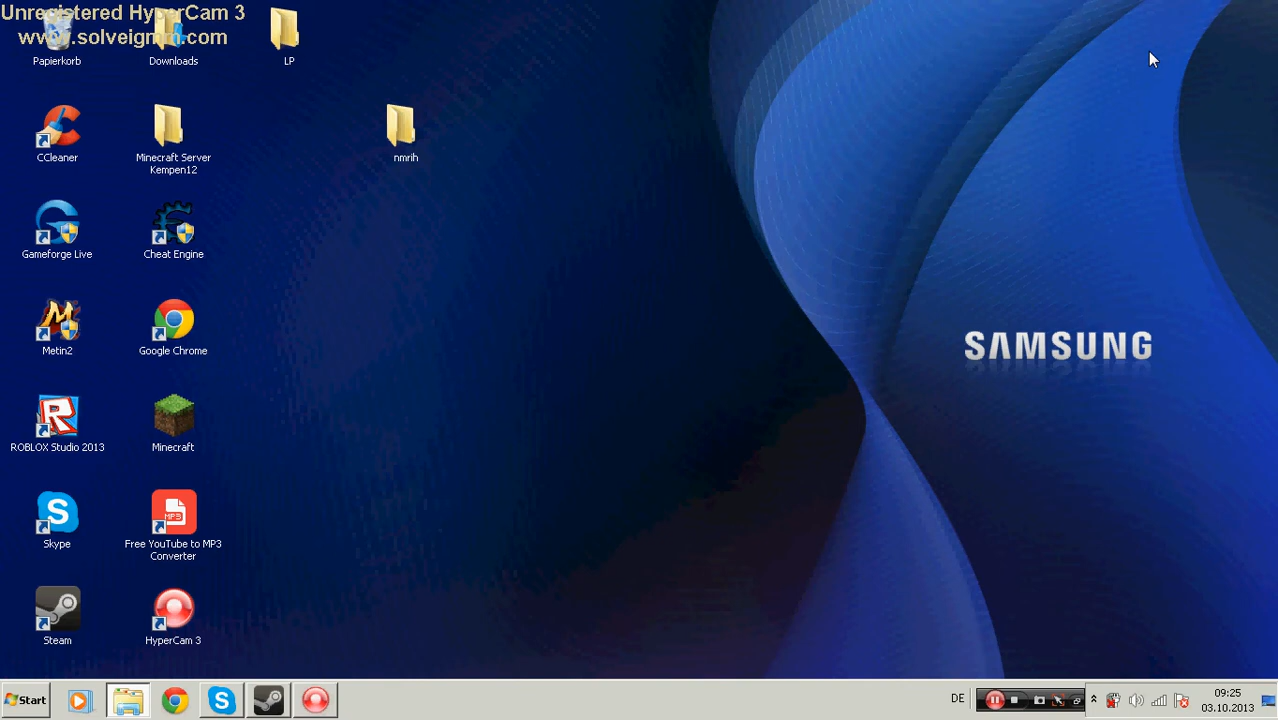 Unregistered HyperCam 3
www.solveigmm.com
Papierkorb
Downloads
LP
CCleaner
Minecraft Server
Kempen12
nmrih
Gameforge Live
Cheat Engine
Metin2
Google Chrome
ROBLOX Studio 2013
Minecraft
SAMSUNG
Skype
MP3
Free YouTube to MP3
Converter
Steam
HyperCam 3
Start
DE
09:25
03.10.2013